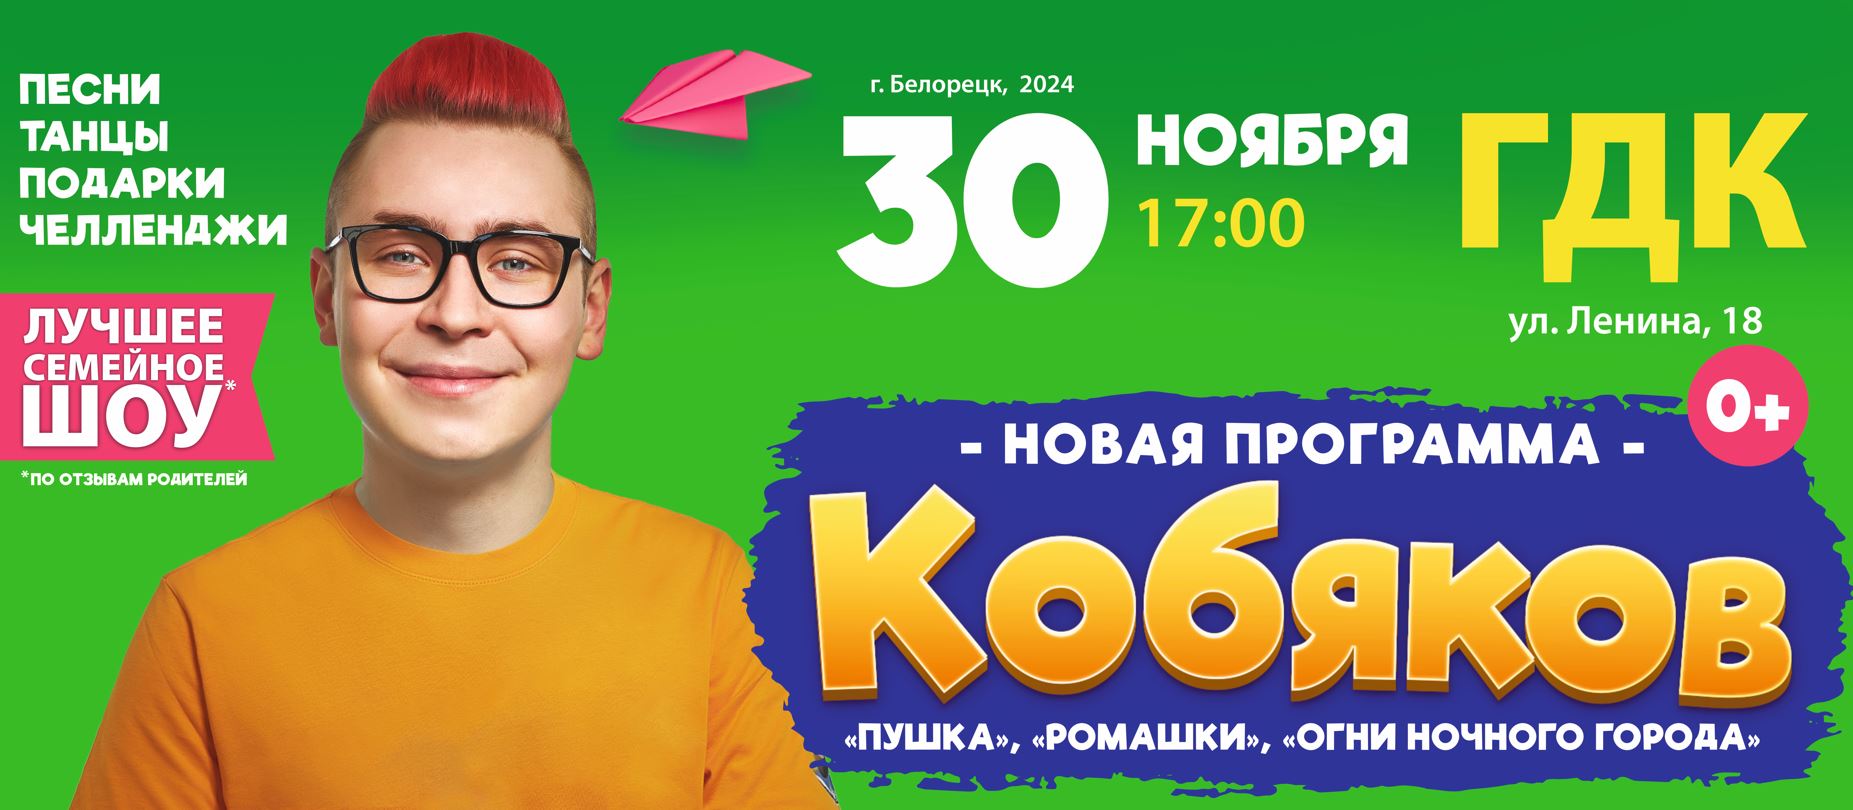 ПЕСНИ
ТАНЦЫ
ПОДАРКИ
ЧЕЛЛЕНДЖИ
ЛУЧШЕЕ
СЕМЕЙНОЕ
ШОУ*
*ПО ОТЗЫВАМ РОДИТЕЛЕЙ
г. Белорецк, 2024
30 НОЯБРЯ
17:00
ГДК
ул. Ленина, 18
0+
- НОВАЯ ПРОГРАММА -
Кобяков
«ПУШКА», «РОМАШКИ», «ОГНИ НОЧНОГО ГОРОДА»